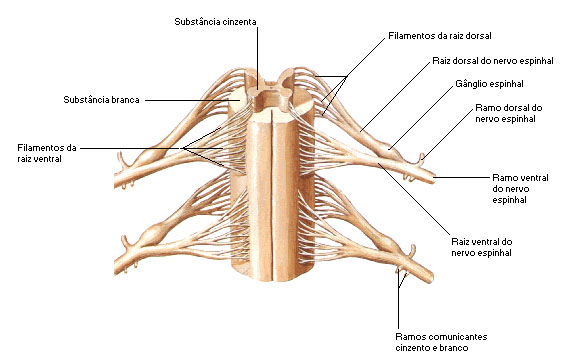 Substância cinzenta
Filamentos da raiz dorsal
Raiz dorsal do nervo espinhal
Gânglio espinhal
Substância branca
Ramo dorsal do
nervo espinhal
Filamentos da
raiz ventral
Ramo ventral
do nervo
espinhal
Raiz ventral do
nervo espinhal
Ramos comunicantes
cinzento e branco